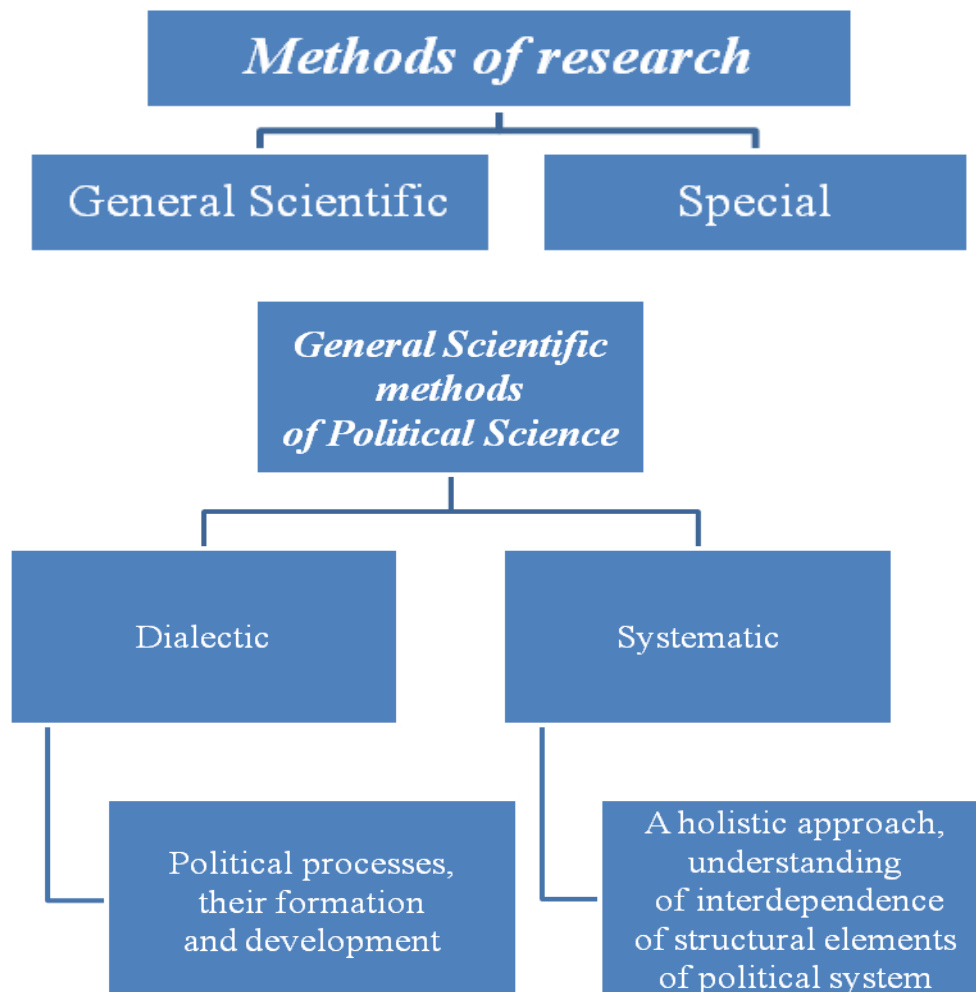 Methods of research
General Scientific
Special
General Scientific
methods
of Political Science
Dialectic
Systematic
Political processes,
their formation
and development
A holistic approach,
understanding
of interdependence
of structural elements
of political system